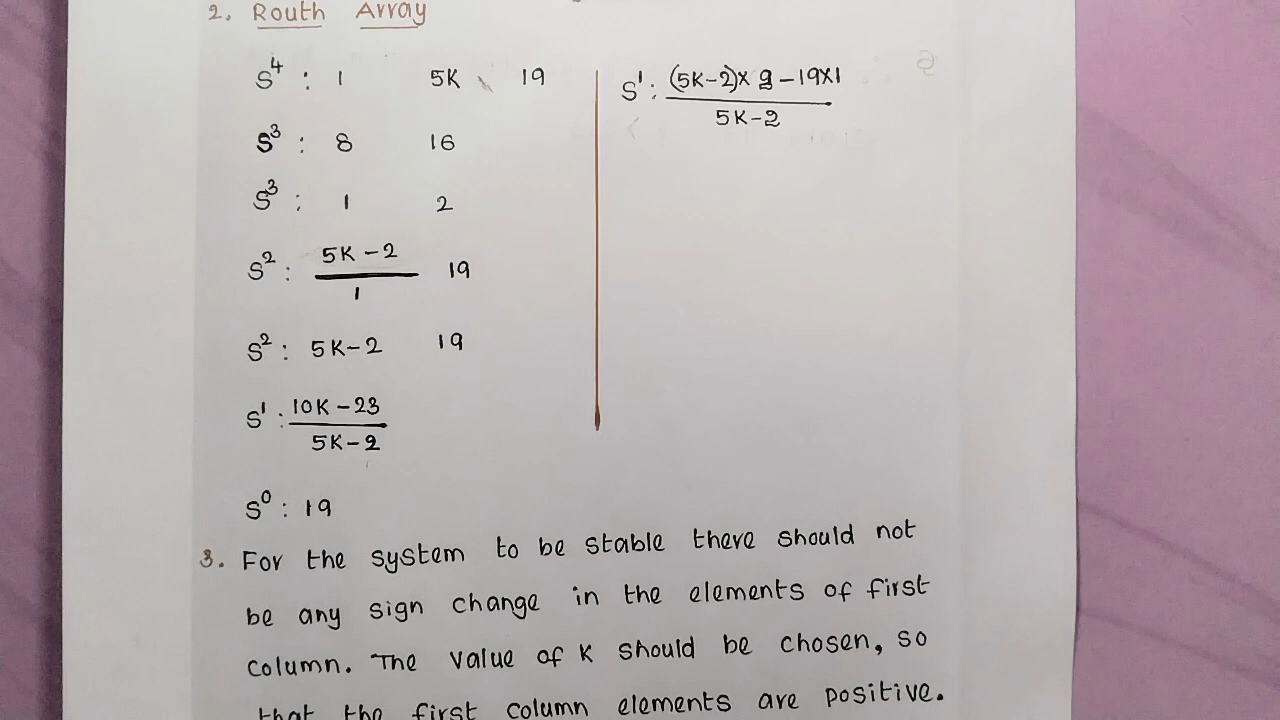 2. Routh Array
S⁴ : 1 5K 19
S³ : 8 16
S³ : 1 2
S² : (5K-2)/1 19
S² : 5K-2 19
S¹ : (10K-23)/(5K-2)
S⁰ : 19
S¹ : ((5K-2)x2-19x1)/(5K-2)
3. For the system to be stable there should not
be any sign change in the elements of first
column. The value of K should be chosen, so
that the first column elements are positive.